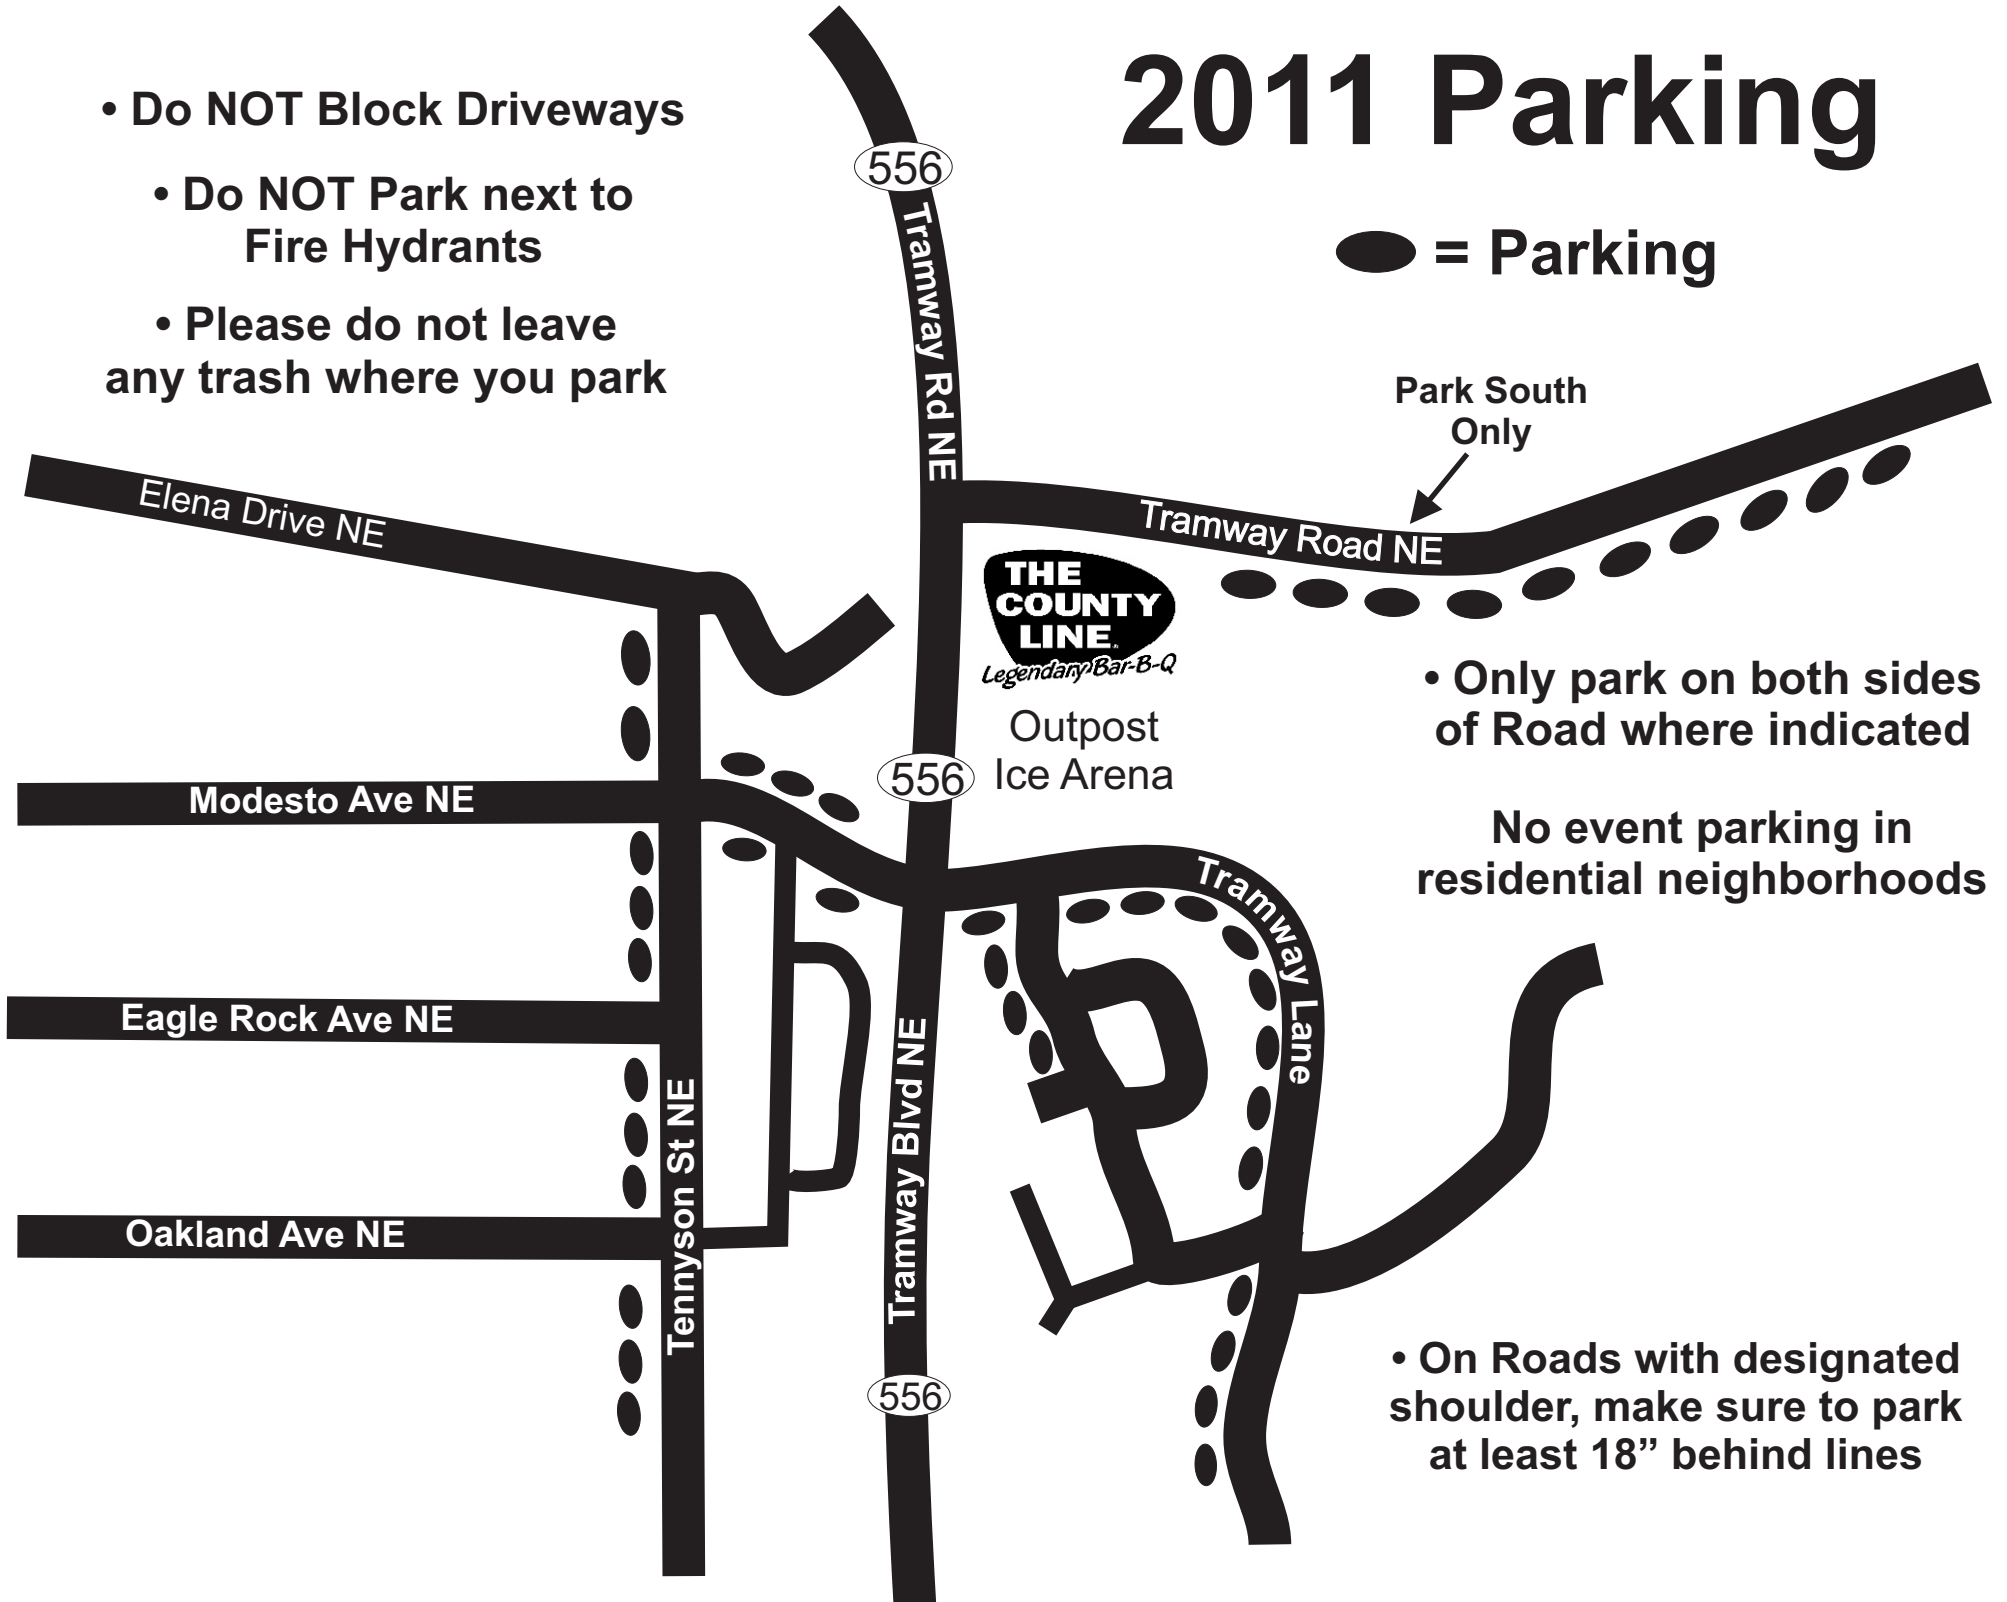 2011 Parking
• Do NOT Block Driveways
• Do NOT Park next to
Fire Hydrants
• Please do not leave
any trash where you park
= Parking
556
Tramway Rd NE
Park South
Only
Elena Drive NE
Tramway Road NE
THE
COUNTY
LINE
Legendary Bar-B-Q
Outpost
Ice Arena
• Only park on both sides
of Road where indicated
556
Modesto Ave NE
No event parking in
residential neighborhoods
Tramway Lane
Eagle Rock Ave NE
Tennyson St NE
Tramway Blvd NE
Oakland Ave NE
556
• On Roads with designated
shoulder, make sure to park
at least 18” behind lines